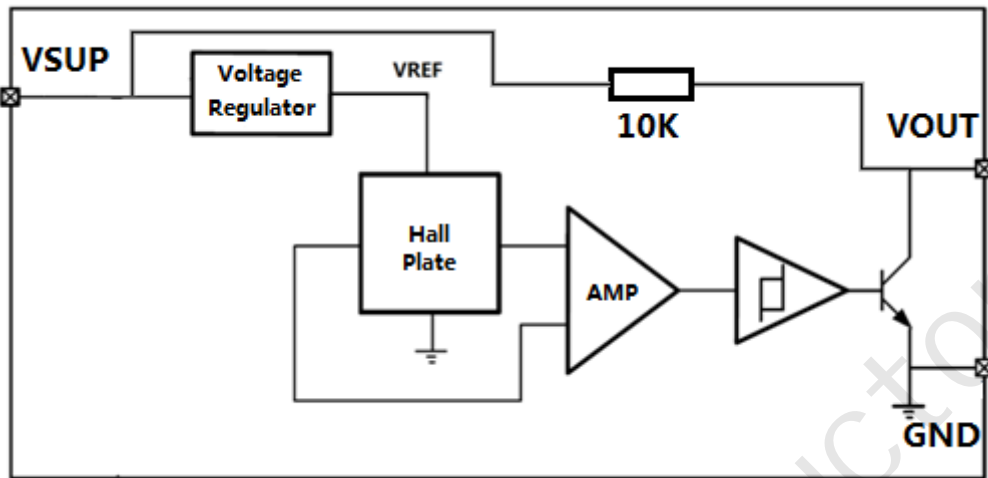 VSUP
Voltage
Regulator
VREF
10K
VOUT
Hall
Plate
AMP
GND